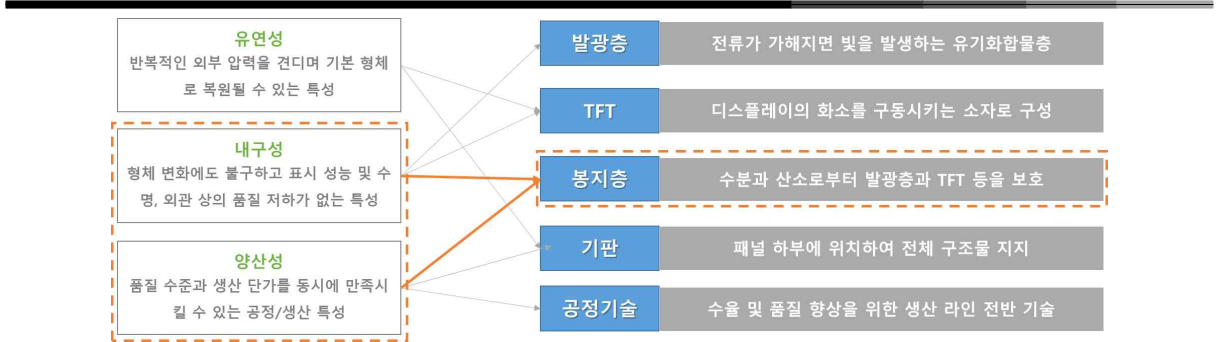 유연성
반복적인 외부 압력을 견디며 기본 형체
로 복원될 수 있는 특성
내구성
형체 변화에도 불구하고 표시 성능 및 수
명, 외관 상의 품질 저하가 없는 특성
양산성
품질 수준과 생산 단가를 동시에 만족시
킬 수 있는 공정/생산 특성
발광층
전류가 가해지면 빛을 발생하는 유기화합물층
TFT
디스플레이의 화소를 구동시키는 소자로 구성
봉지층
수분과 산소로부터 발광층과 TFT 등을 보호
기판
패널 하부에 위치하여 전체 구조물 지지
공정기술
수율 및 품질 향상을 위한 생산 라인 전반 기술